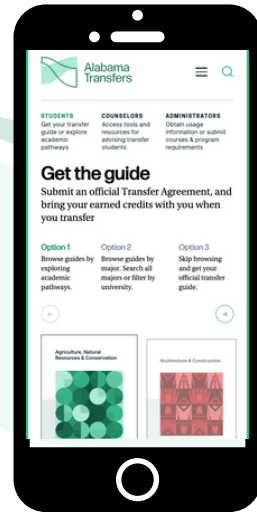 Alabama
Transfers
STUDENTS
Get your transfer
guide or explore
academic
pathways
COUNSELORS
Access tools and
resources for
advising transfer
students
ADMINISTRATORS
Obtain usage
information or submit
courses & program
requirements
Get the guide
Submit an official Transfer Agreement, and
bring your earned credits with you when
you transfer
Option 1
Browse guides by
exploring
academic
pathways.
Option 2
Browse guides by
major. Search all
majors or filter by
university.
Option 3
Skip browsing
and get your
official transfer
guide.
Agriculture, Natural
Resources & Conservation
Architecture & Construction